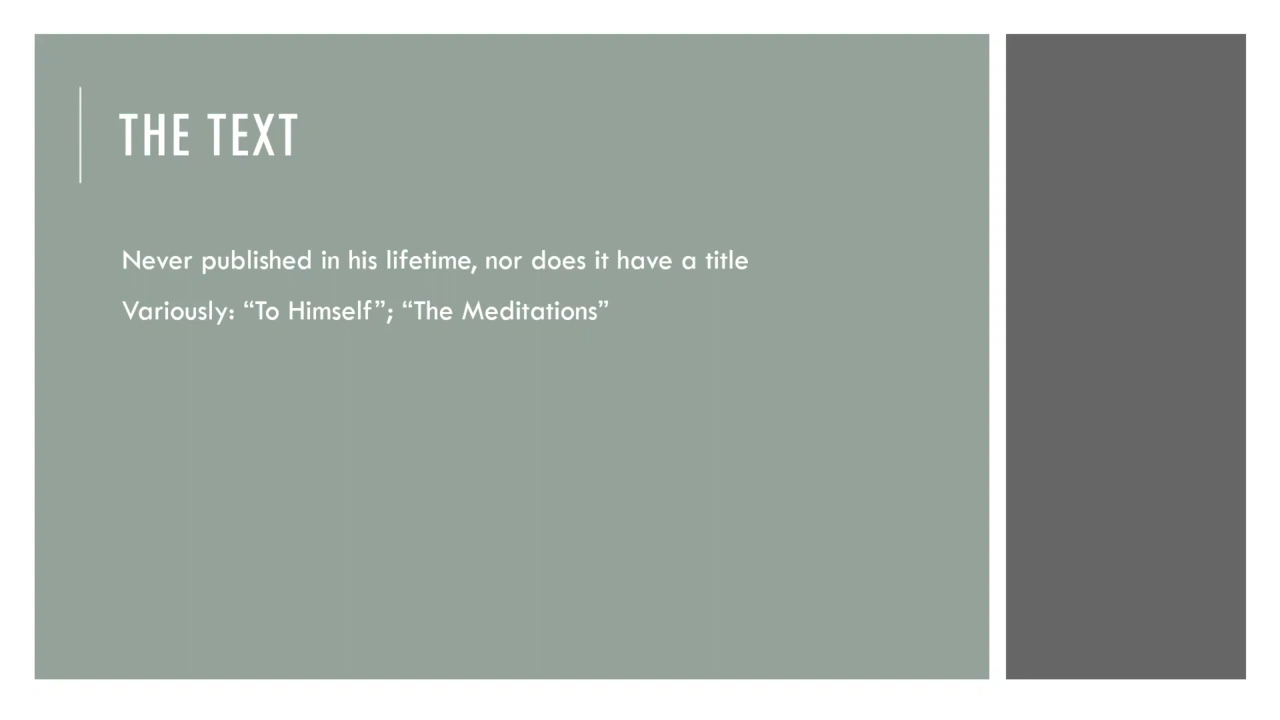 THE TEXT
Never published in his lifetime, nor does it have a title
Variously: “To Himself”; “The Meditations”